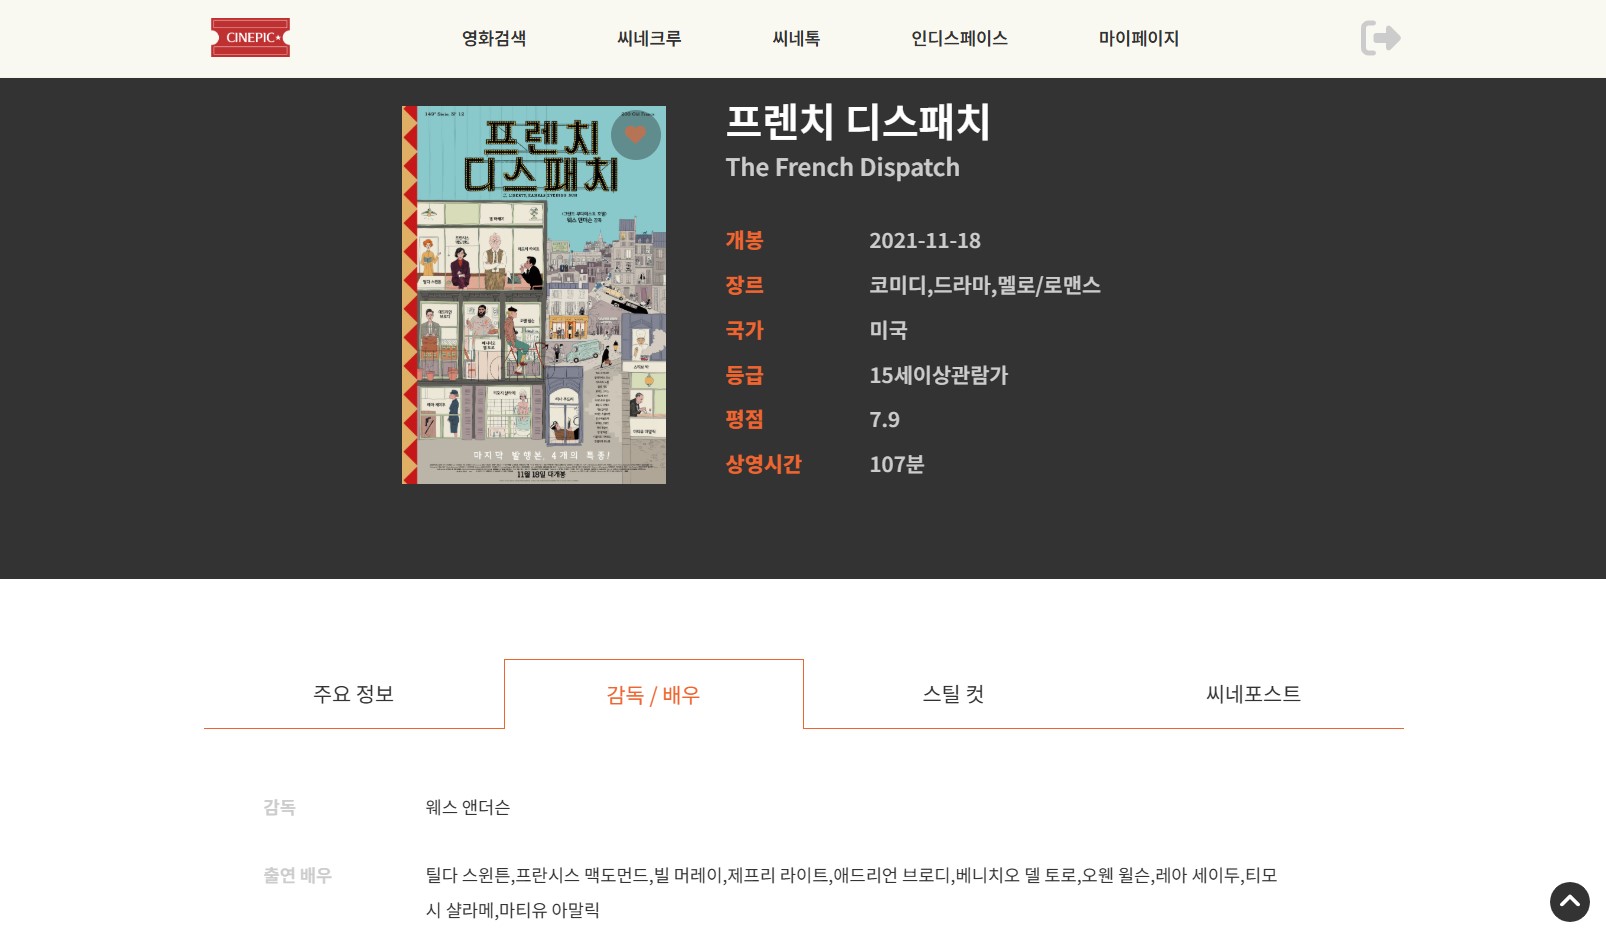 CINEPIC
영화검색
씨네크루
씨네톡
인디스페이스
마이페이지
프렌치
디스패치
마지막 발행본, 4개의 특종!
11월 18일 대개봉
프렌치 디스패치
The French Dispatch
개봉 2021-11-18
장르 코미디,드라마,멜로/로맨스
국가 미국
등급 15세이상관람가
평점 7.9
상영시간 107분
주요 정보
감독 / 배우
스틸 컷
씨네포스트
감독 웨스 앤더슨
출연 배우 틸다 스윈튼,프란시스 맥도먼드,빌 머레이,제프리 라이트,애드리언 브로디,베니치오 델 토로,오웬 윌슨,레아 세이두,티모
시 샬라메,마티유 아말릭